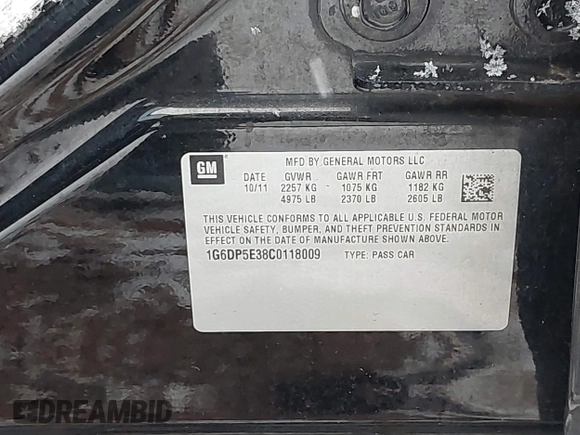 GM
MFD BY GENERAL MOTORS LLC
DATE GVWR GAWR FRT GAWR RR
10/11 2257 KG 1075 KG 1182 KG
4975 LB 2370 LB 2605 LB
THIS VEHICLE CONFORMS TO ALL APPLICABLE U.S. FEDERAL MOTOR
VEHICLE SAFETY, BUMPER, AND THEFT PREVENTION STANDARDS IN
EFFECT ON THE DATE OF MANUFACTURE SHOWN ABOVE.
1G6DP5E38C0118009 TYPE: PASS CAR
DREAMBID